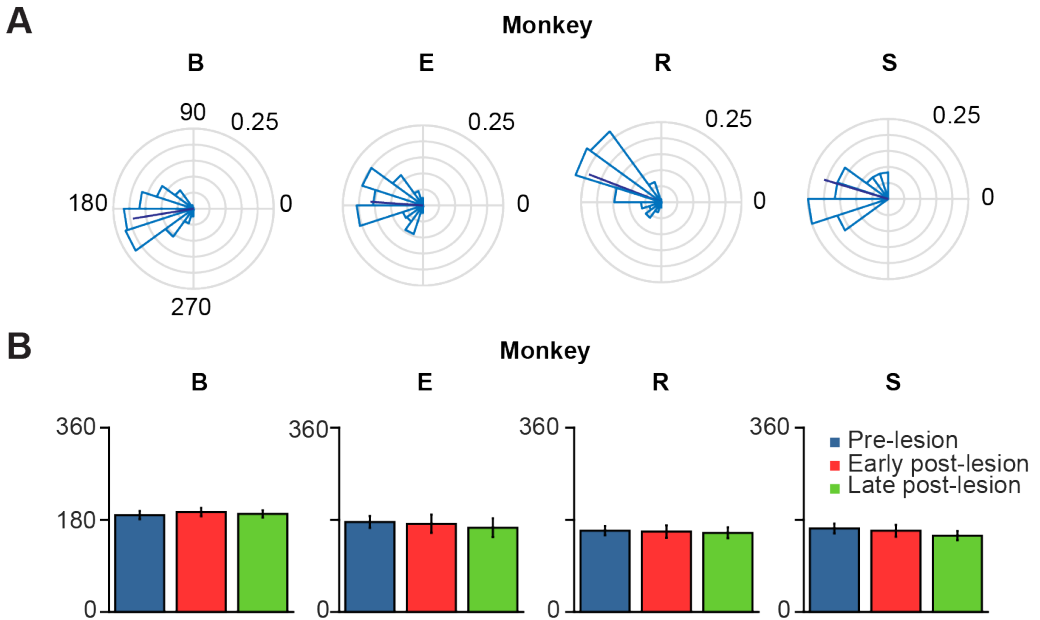 A
Monkey
B E R S
90 0.25 0.25 0.25 0.25
180 0 0 0 0
270
B
Monkey
B E R S
360 360 360 360
Pre-lesion
Early post-lesion
Late post-lesion
180 180
0 0 0 0